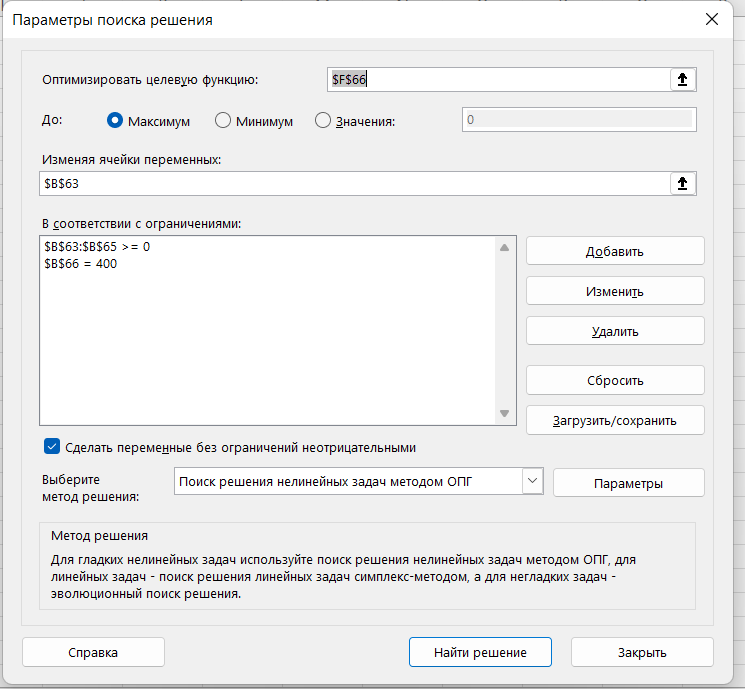 Параметры поиска решения
Оптимизировать целевую функцию:
$F$66
До:
Максимум
Минимум
Значения:
0
Изменяя ячейки переменных:
$B$63
В соответствии с ограничениями:
$B$63:$B$65 >= 0
$B$66 = 400
Добавить
Изменить
Удалить
Сбросить
Загрузить/сохранить
Сделать переменные без ограничений неотрицательными
Выберите
метод решения:
Поиск решения нелинейных задач методом ОПГ
Параметры
Метод решения
Для гладких нелинейных задач используйте поиск решения нелинейных задач методом ОПГ, для
линейных задач - поиск решения линейных задач симплекс-методом, а для негладких задач -
эволюционный поиск решения.
Справка
Найти решение
Закрыть